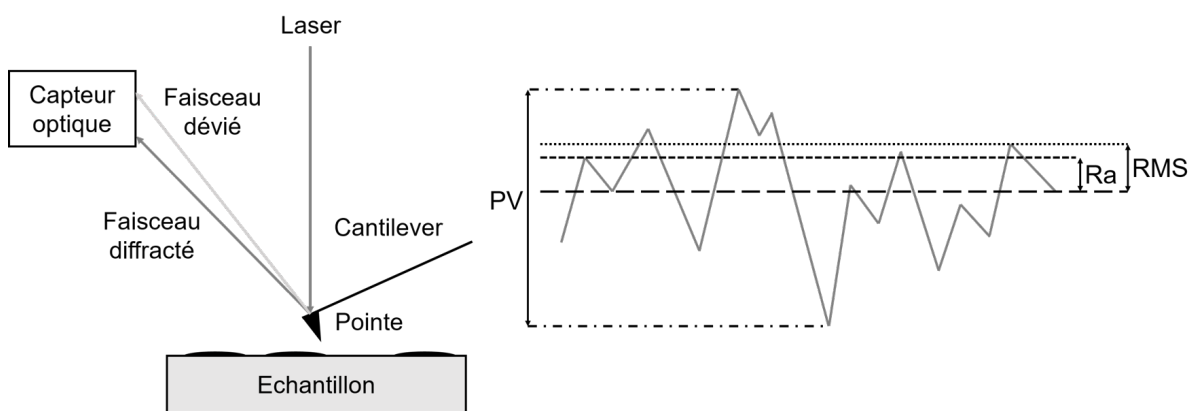 Laser
Capteur
optique
Faisceau
dévié
Faisceau
diffracté
Cantilever
Pointe
Echantillon
PV
Ra
RMS